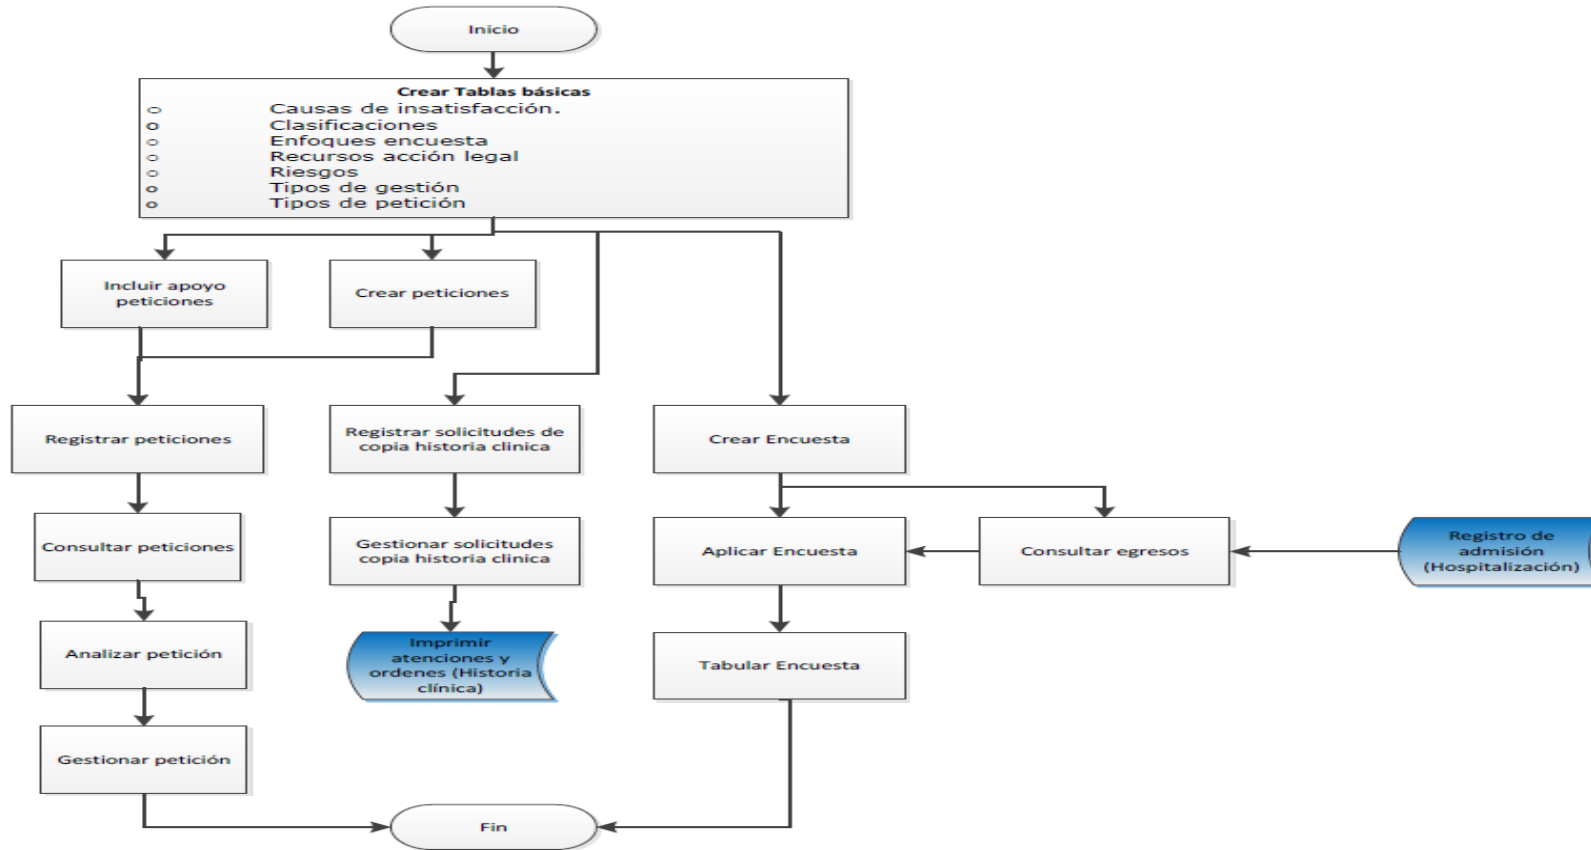 Inicio
Crear Tablas básicas
Causas de insatisfacción.
Clasificaciones
Enfoques encuesta
Recursos acción legal
Riesgos
Tipos de gestión
Tipos de petición
Incluir apoyo
peticiones
Crear peticiones
Registrar peticiones
Registrar solicitudes de
copia historia clinica
Crear Encuesta
Consultar peticiones
Gestionar solicitudes
copia historia clinica
Aplicar Encuesta
Consultar egresos
Registro de
admisión
(Hospitalización)
Analizar petición
Imprimir
atenciones y
ordenes (Historia
clínica)
Tabular Encuesta
Gestionar petición
Fin